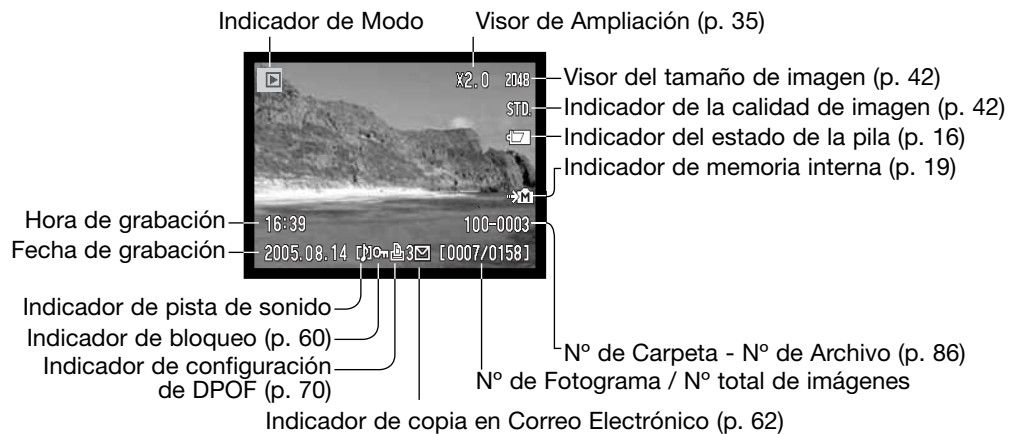 Indicador de Modo
Visor de Ampliación (p. 35)
X2.0 2048
Visor del tamaño de imagen (p. 42)
STD.
Indicador de la calidad de imagen (p. 42)
Indicador del estado de la pila (p. 16)
Indicador de memoria interna (p. 19)
M
Hora de grabación
16:39
100-0003
Fecha de grabación
2005.08.14
3
[0007/0158]
Indicador de pista de sonido
Indicador de bloqueo (p. 60)
Indicador de configuración
de DPOF (p. 70)
Nº de Carpeta - Nº de Archivo (p. 86)
Nº de Fotograma / Nº total de imágenes
Indicador de copia en Correo Electrónico (p. 62)